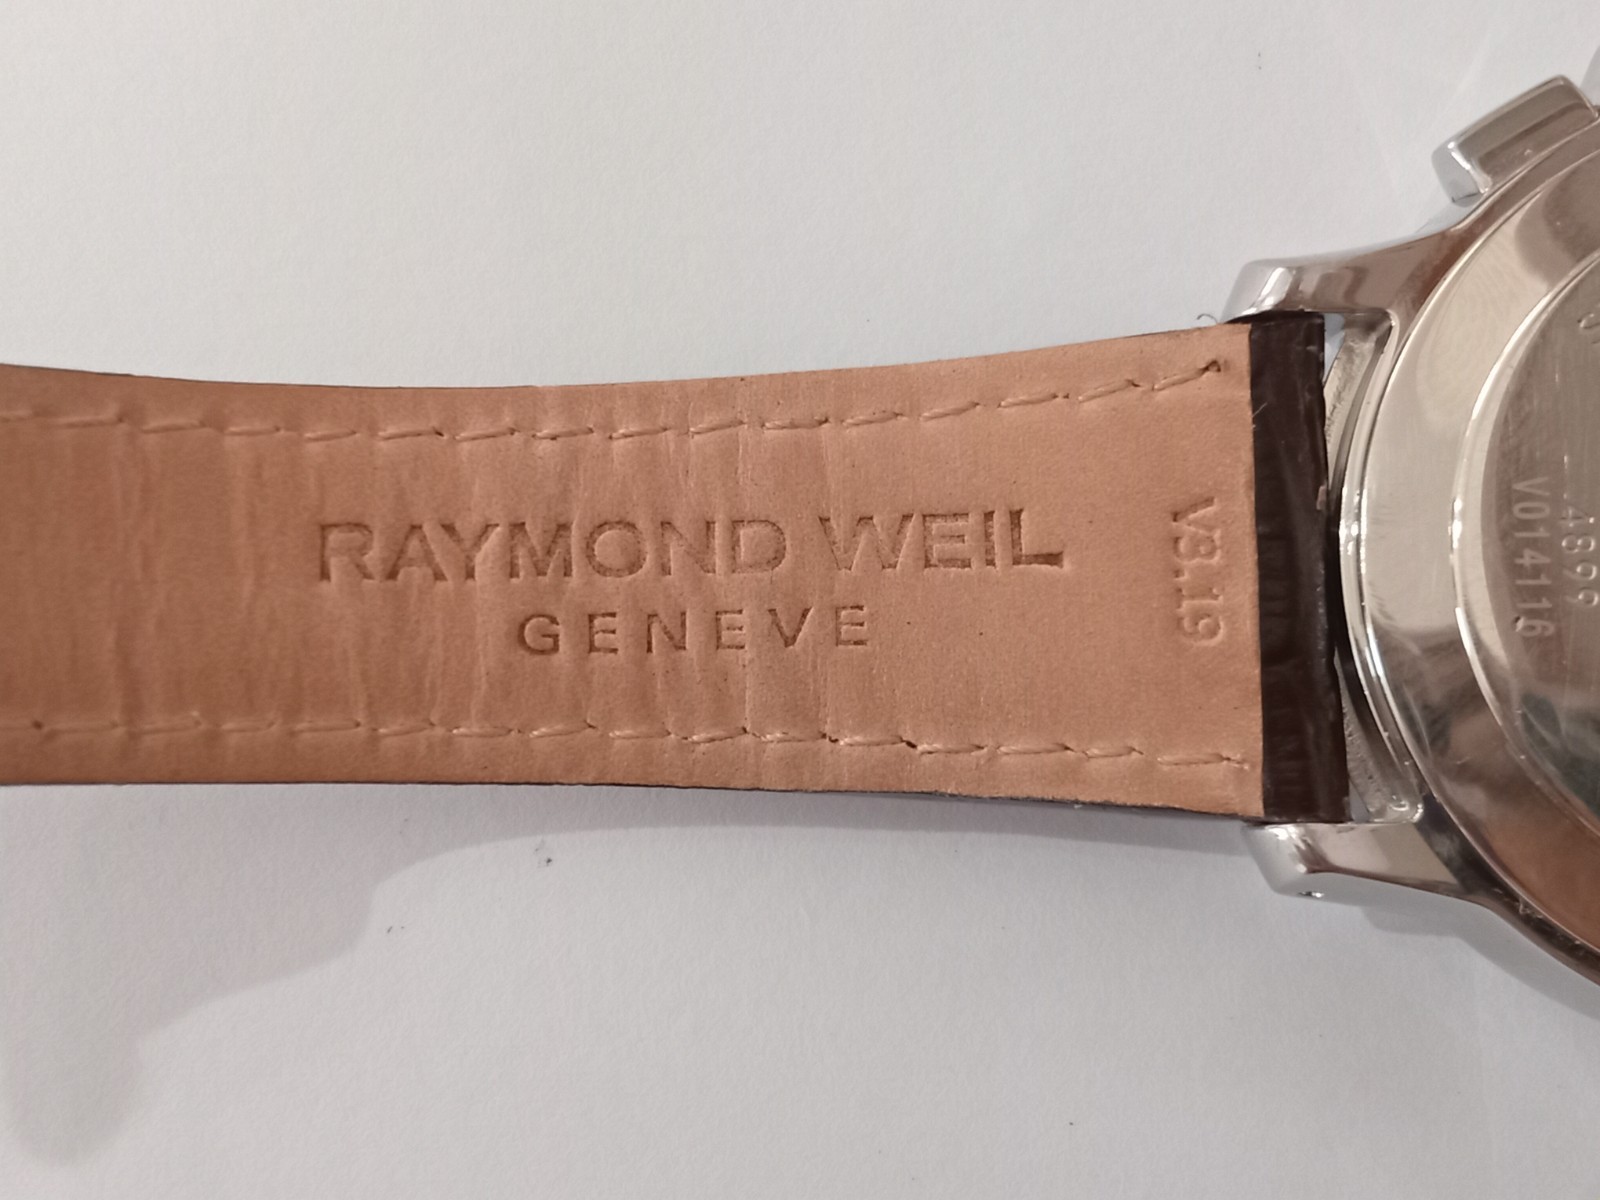 RAYMOND WEIL
GENEVE
V3.19
4899
V014116